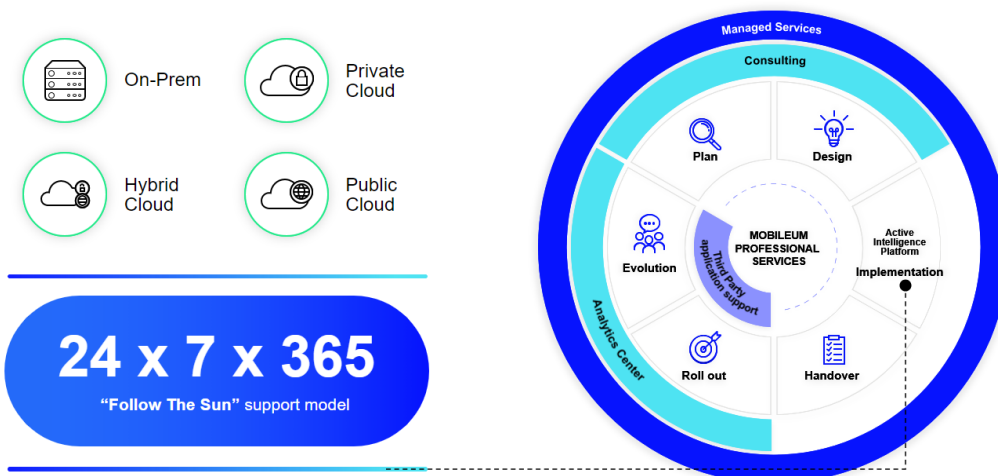 On-Prem
Private
Cloud
Hybrid
Cloud
Public
Cloud
24 x 7 x 365
“Follow The Sun” support model
Managed Services
Consulting
Plan
Design
Evolution
Third Party
application support
MOBILEUM
PROFESSIONAL
SERVICES
Active
Intelligence
Platform
Implementation
Analytics Center
Roll out
Handover